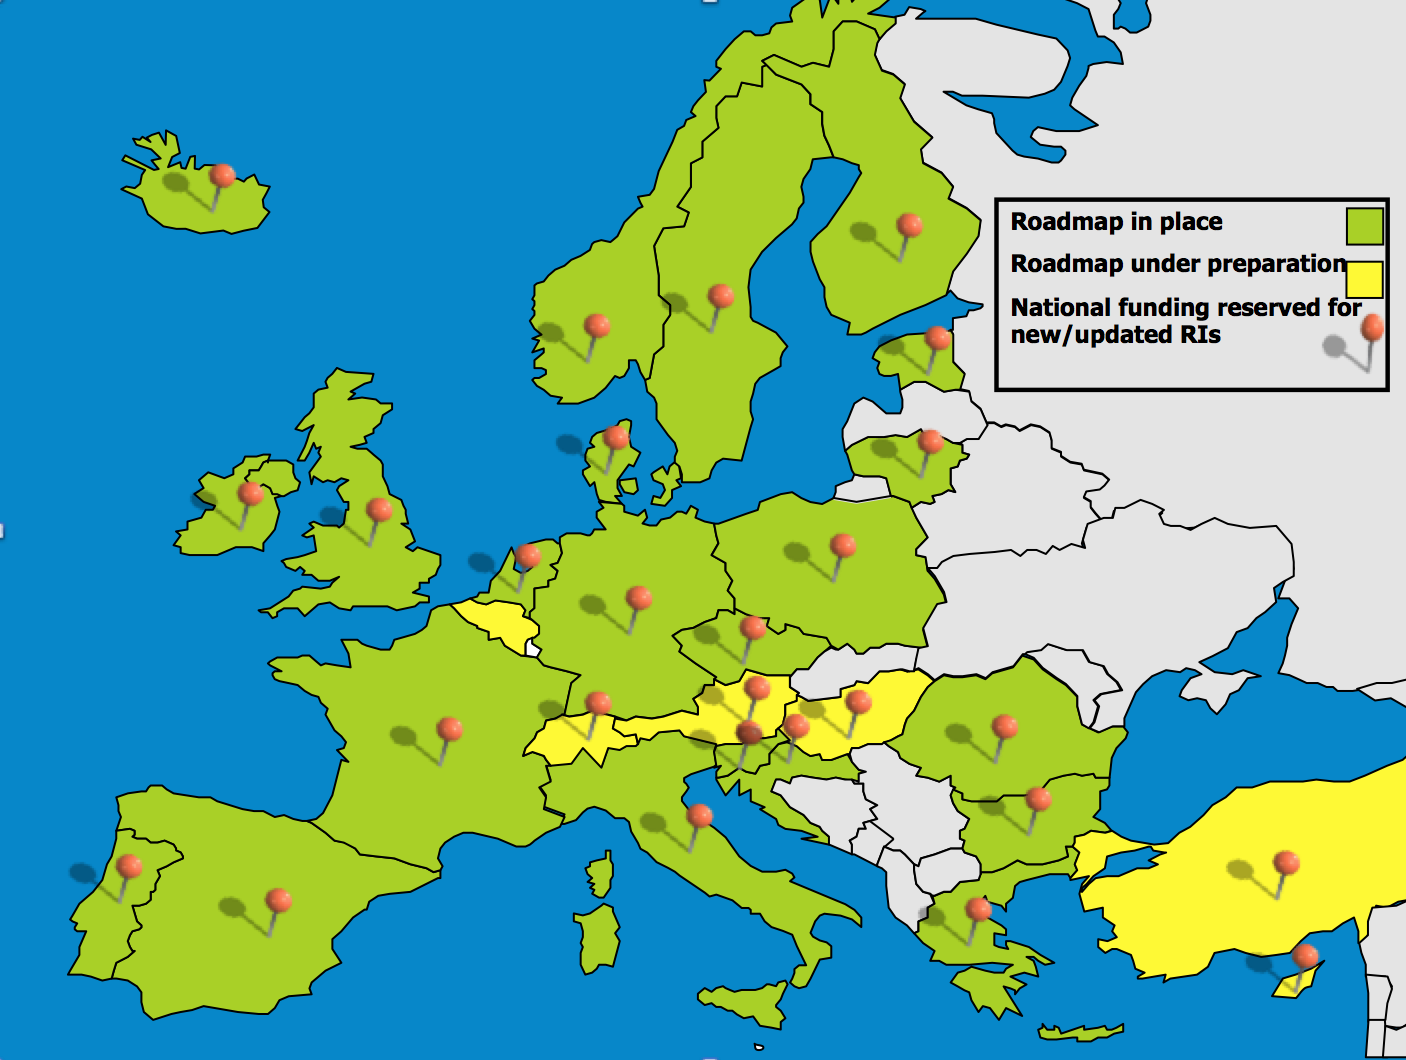 Roadmap in place
Roadmap under preparation
National funding reserved for
new/updated RIs